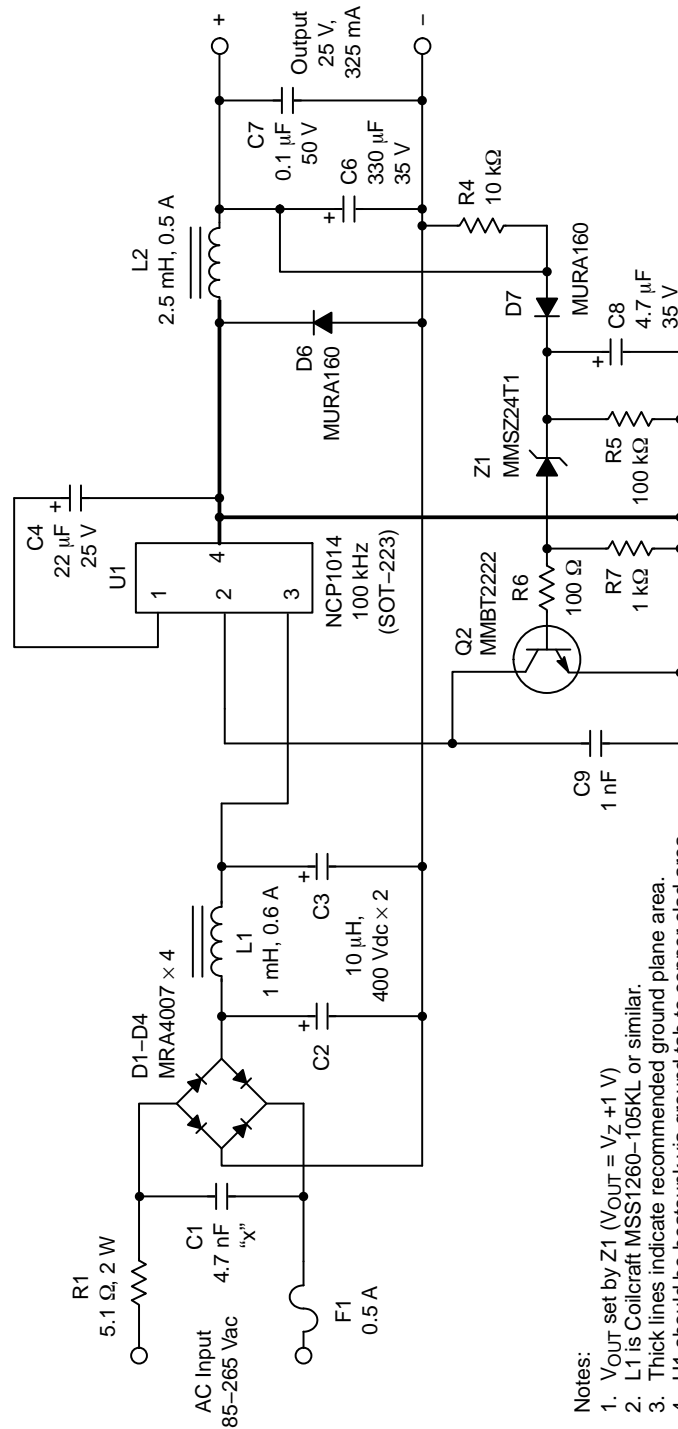 R1
5.1 Ω, 2 W
AC Input
85–265 Vac
F1
0.5 A
C1
4.7 nF
“x”
D1–D4
MRA4007 × 4
L1
1 mH, 0.6 A
C2
C3
10 μH,
400 Vdc × 2
U1
1
2
3
4
NCP1014
100 kHz
(SOT–223)
C4
+
22 μF
25 V
+
+
D6
MURA160
L2
2.5 mH, 0.5 A
C7
0.1 μF
50 V
+
C6
330 μF
35 V
Output
25 V,
325 mA
+
–
R4
10 kΩ
D7
MURA160
+
C8
4.7 μF
35 V
Z1
MMSZ24T1
R5
100 kΩ
R6
100 Ω
R7
1 kΩ
Q2
MMBT2222
C9
1 nF
Notes:
1. VOUT set by Z1 (VOUT = VZ +1 V)
2. L1 is Coilcraft MSS1260–105KL or similar.
3. Thick lines indicate recommended ground plane area.